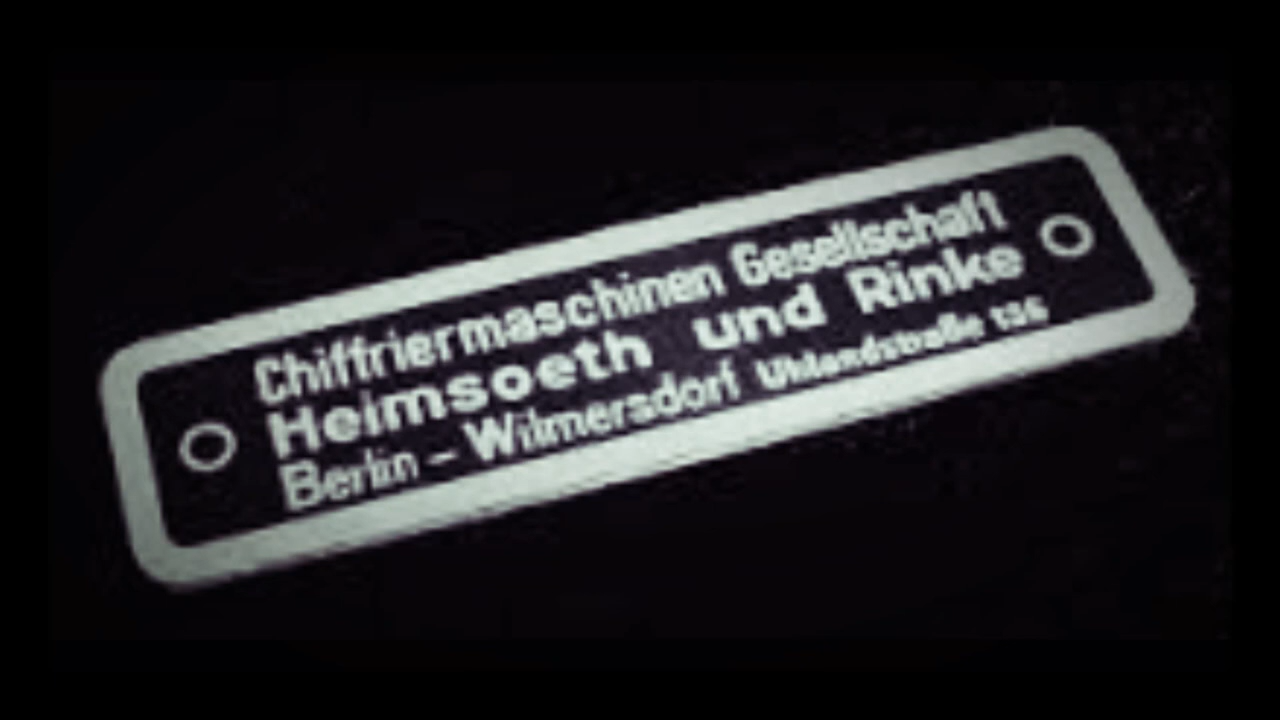 Chiffriermaschinen Gesellschaft
Heimsoeth und Rinke
Berlin – Wilmersdorf Uhlandstraße 136